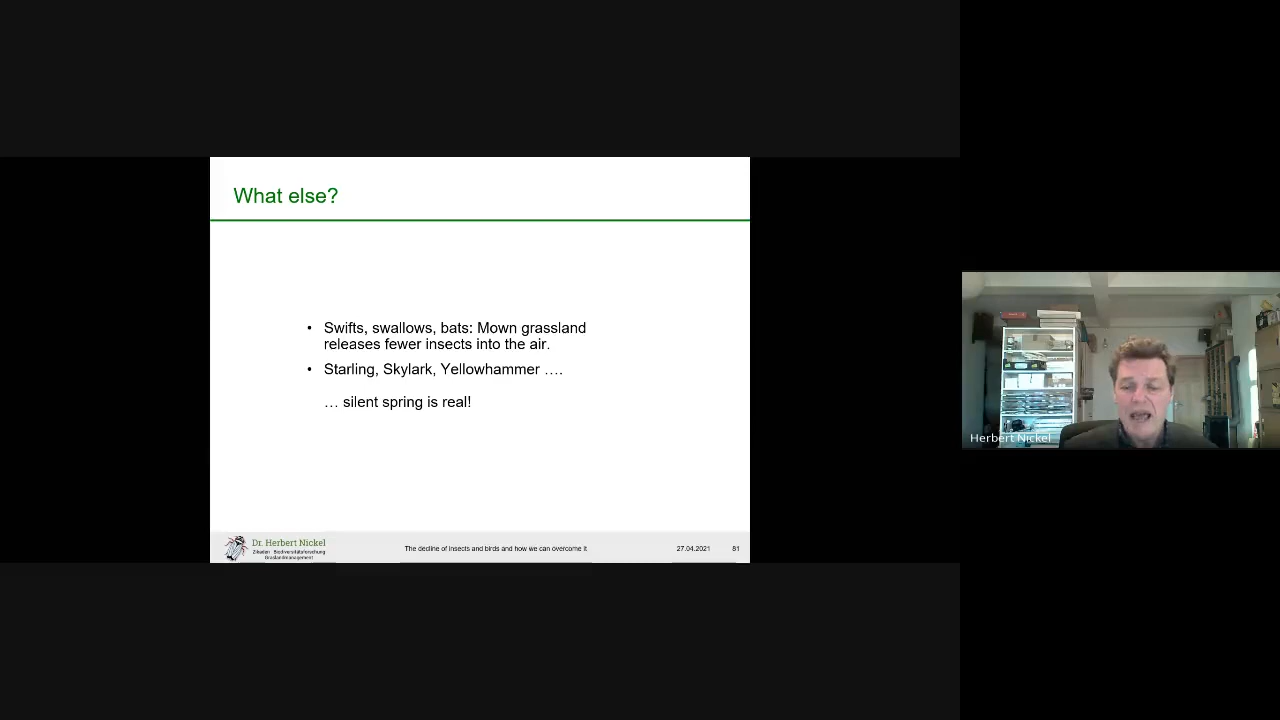 What else?
• Swifts, swallows, bats: Mown grassland
releases fewer insects into the air.
• Starling, Skylark, Yellowhammer ….
… silent spring is real!
Dr. Herbert Nickel
Zikaden · Biodiversitätsforschung
Graslandmanagement
The decline of insects and birds and how we can overcome it
27.04.2021
81
Herbert Nickel